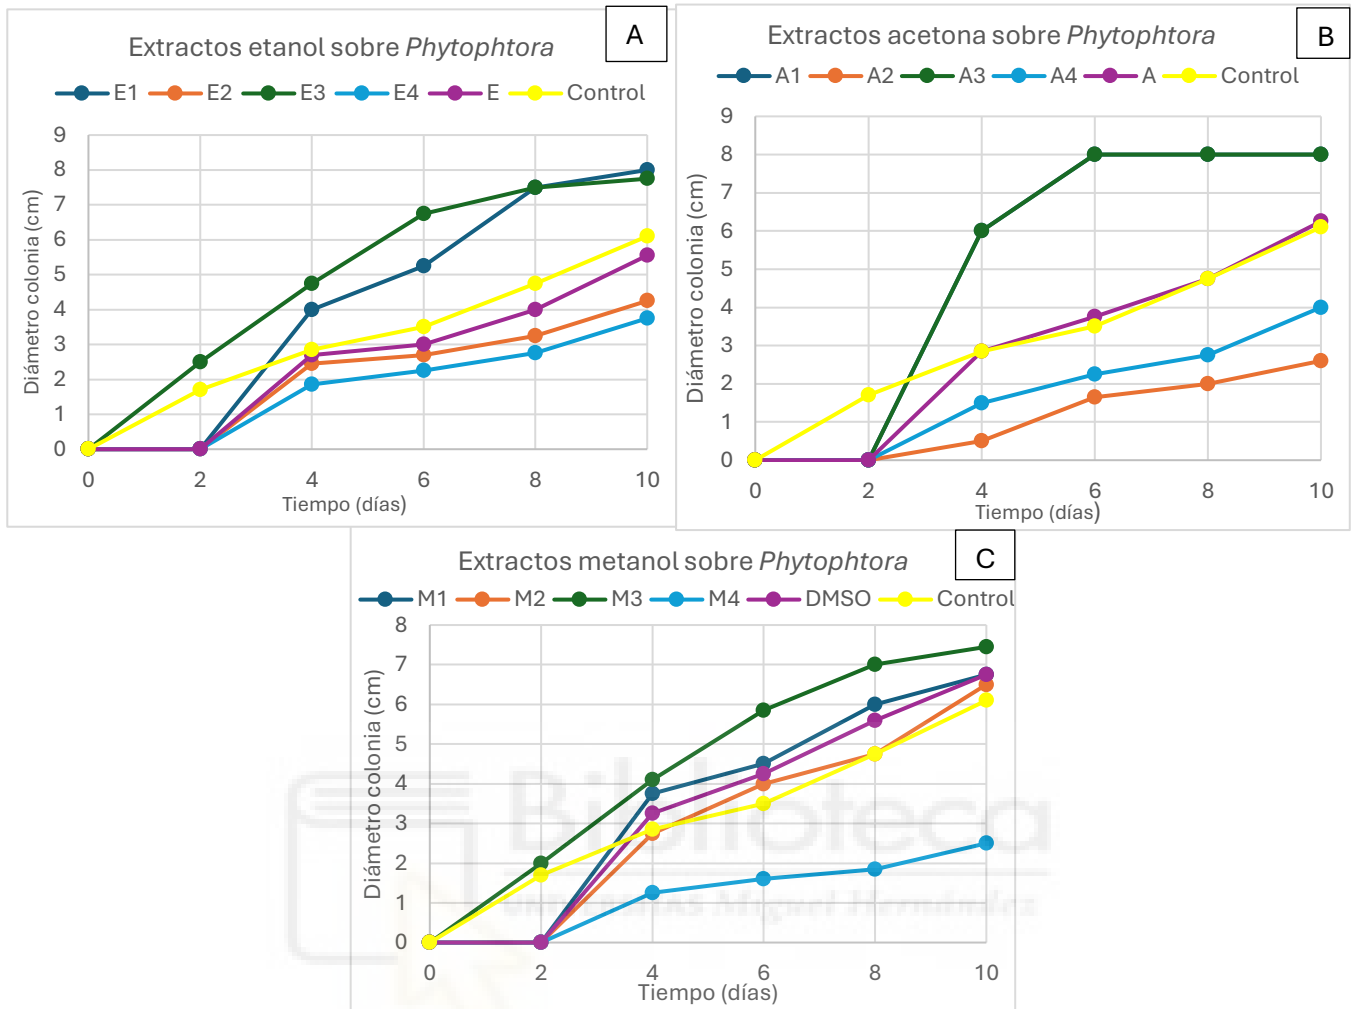 A
Extractos etanol sobre Phytophtora
E1 E2 E3 E4 E Control
9
8
7
6
5
4
3
2
1
0
Diámetro colonia (cm)
0 2 4 6 8 10
Tiempo (días)
B
Extractos acetona sobre Phytophtora
A1 A2 A3 A4 A Control
9
8
7
6
5
4
3
2
1
0
Diámetro colonia (cm)
0 2 4 6 8 10
Tiempo (días)
C
Extractos metanol sobre Phytophtora
M1 M2 M3 M4 DMSO Control
8
7
6
5
4
3
2
1
0
Diámetro colonia (cm)
0 2 4 6 8 10
Tiempo (días)
Biblioteca
UNIVERSITAS Miguel Hernández